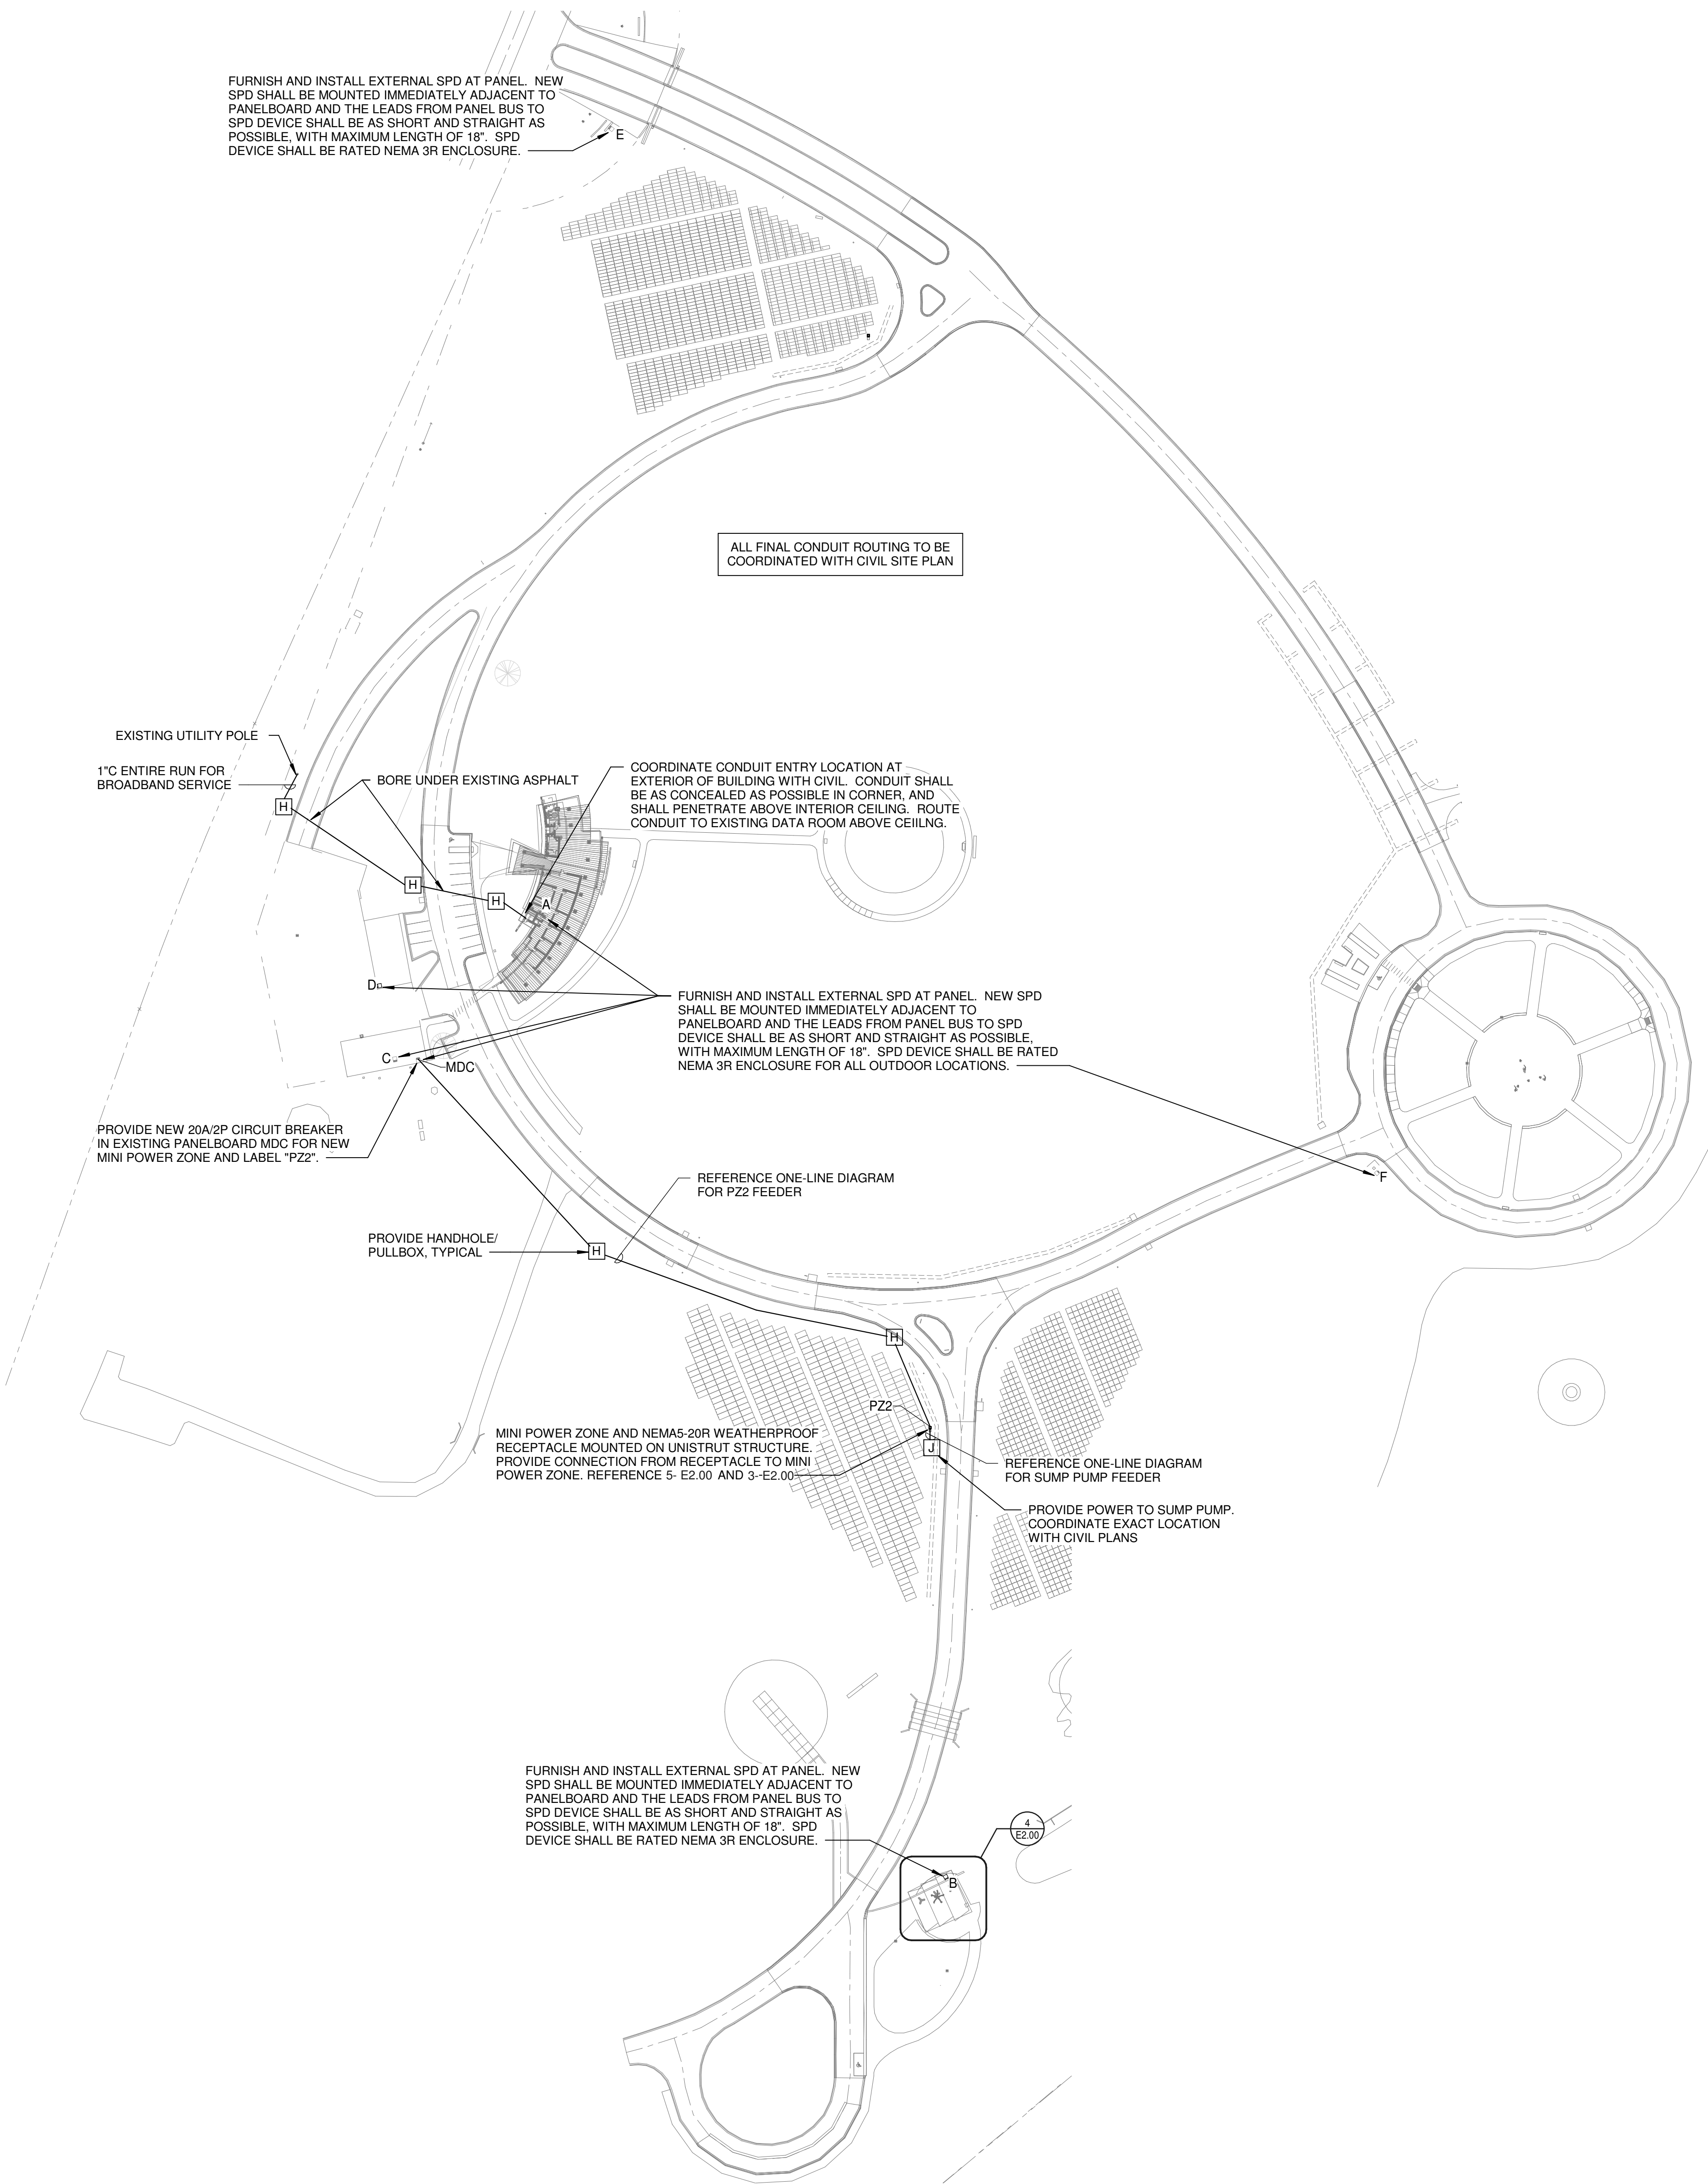 FURNISH AND INSTALL EXTERNAL SPD AT PANEL.  NEW
SPD SHALL BE MOUNTED IMMEDIATELY ADJACENT TO
PANELBOARD AND THE LEADS FROM PANEL BUS TO
SPD DEVICE SHALL BE AS SHORT AND STRAIGHT AS
POSSIBLE, WITH MAXIMUM LENGTH OF 18".  SPD
DEVICE SHALL BE RATED NEMA 3R ENCLOSURE.
E
ALL FINAL CONDUIT ROUTING TO BE
COORDINATED WITH CIVIL SITE PLAN
EXISTING UTILITY POLE
1"C ENTIRE RUN FOR
BROADBAND SERVICE
H
BORE UNDER EXISTING ASPHALT
COORDINATE CONDUIT ENTRY LOCATION AT
EXTERIOR OF BUILDING WITH CIVIL.  CONDUIT SHALL
BE AS CONCEALED AS POSSIBLE IN CORNER, AND
SHALL PENETRATE ABOVE INTERIOR CEILING.  ROUTE
CONDUIT TO EXISTING DATA ROOM ABOVE CEIILNG.
H
H
A
D
FURNISH AND INSTALL EXTERNAL SPD AT PANEL.  NEW SPD
SHALL BE MOUNTED IMMEDIATELY ADJACENT TO
PANELBOARD AND THE LEADS FROM PANEL BUS TO SPD
DEVICE SHALL BE AS SHORT AND STRAIGHT AS POSSIBLE,
WITH MAXIMUM LENGTH OF 18".  SPD DEVICE SHALL BE RATED
NEMA 3R ENCLOSURE FOR ALL OUTDOOR LOCATIONS.
C
MDC
PROVIDE NEW 20A/2P CIRCUIT BREAKER
IN EXISTING PANELBOARD MDC FOR NEW
MINI POWER ZONE AND LABEL "PZ2".
F
REFERENCE ONE-LINE DIAGRAM
FOR PZ2 FEEDER
PROVIDE HANDHOLE/
PULLBOX, TYPICAL
H
H
PZ2
MINI POWER ZONE AND NEMA5-20R WEATHERPROOF
RECEPTACLE MOUNTED ON UNISTRUT STRUCTURE.
PROVIDE CONNECTION FROM RECEPTACLE TO MINI
POWER ZONE. REFERENCE 5- E2.00 AND 3--E2.00
J
REFERENCE ONE-LINE DIAGRAM
FOR SUMP PUMP FEEDER
PROVIDE POWER TO SUMP PUMP.
COORDINATE EXACT LOCATION
WITH CIVIL PLANS
FURNISH AND INSTALL EXTERNAL SPD AT PANEL.  NEW
SPD SHALL BE MOUNTED IMMEDIATELY ADJACENT TO
PANELBOARD AND THE LEADS FROM PANEL BUS TO
SPD DEVICE SHALL BE AS SHORT AND STRAIGHT AS
POSSIBLE, WITH MAXIMUM LENGTH OF 18".  SPD
DEVICE SHALL BE RATED NEMA 3R ENCLOSURE.
4
E2.00
B